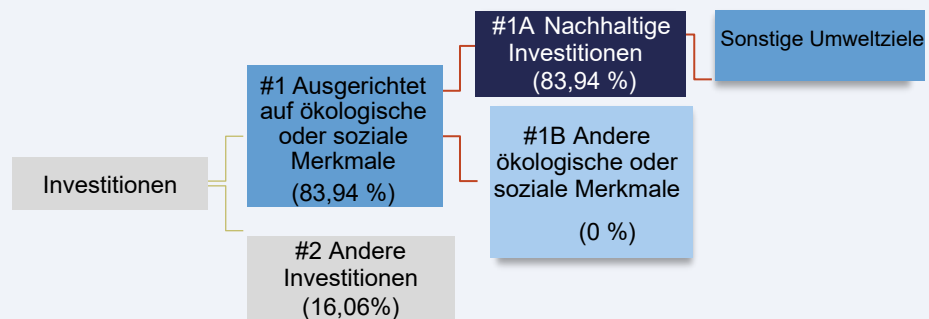 Investitionen
#1 Ausgerichtet
auf ökologische
oder soziale
Merkmale
(83,94 %)
#2 Andere
Investitionen
(16,06%)
#1A Nachhaltige
Investitionen
(83,94 %)
#1B Andere
ökologische oder
soziale Merkmale
(0 %)
Sonstige Umweltziele